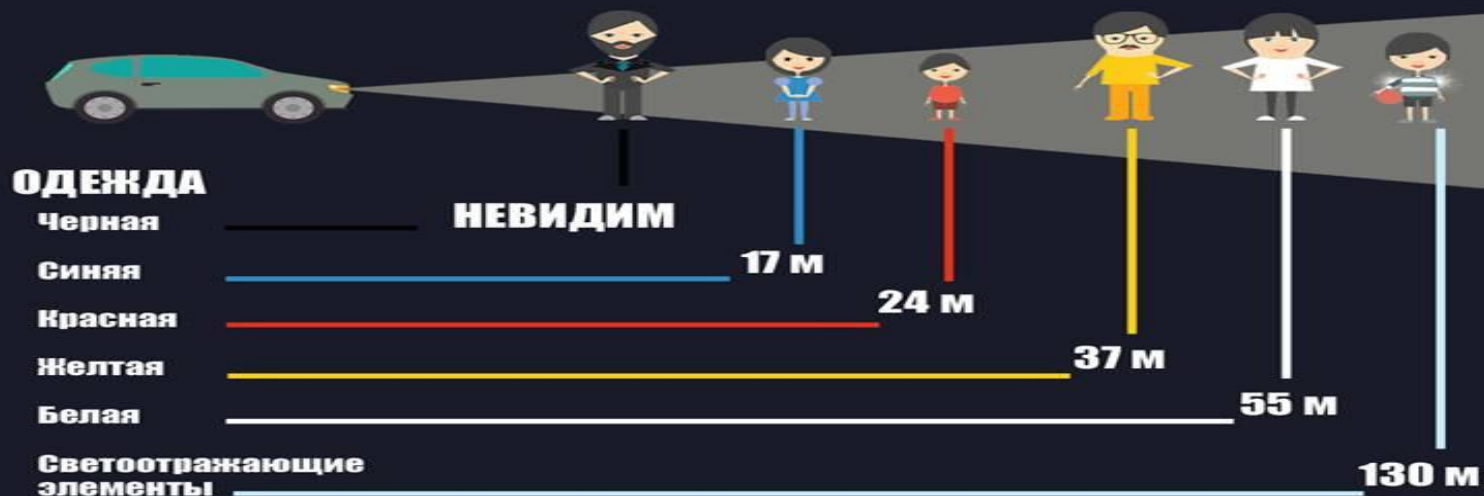 ОДЕЖДА
Черная
НЕВИДИМ
Синяя
17 м
Красная
24 м
Желтая
37 м
Белая
55 м
Светоотражающие
элементы
130 м